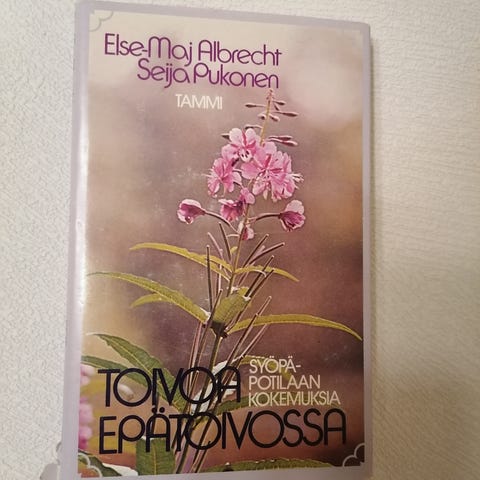 Else-Maj Albrecht
Seija Pukonen
TAMMI
SYÖPÄ-
POTILAAN
KOKEMUKSIA
TOIVOA
EPÄTOIVOSSA